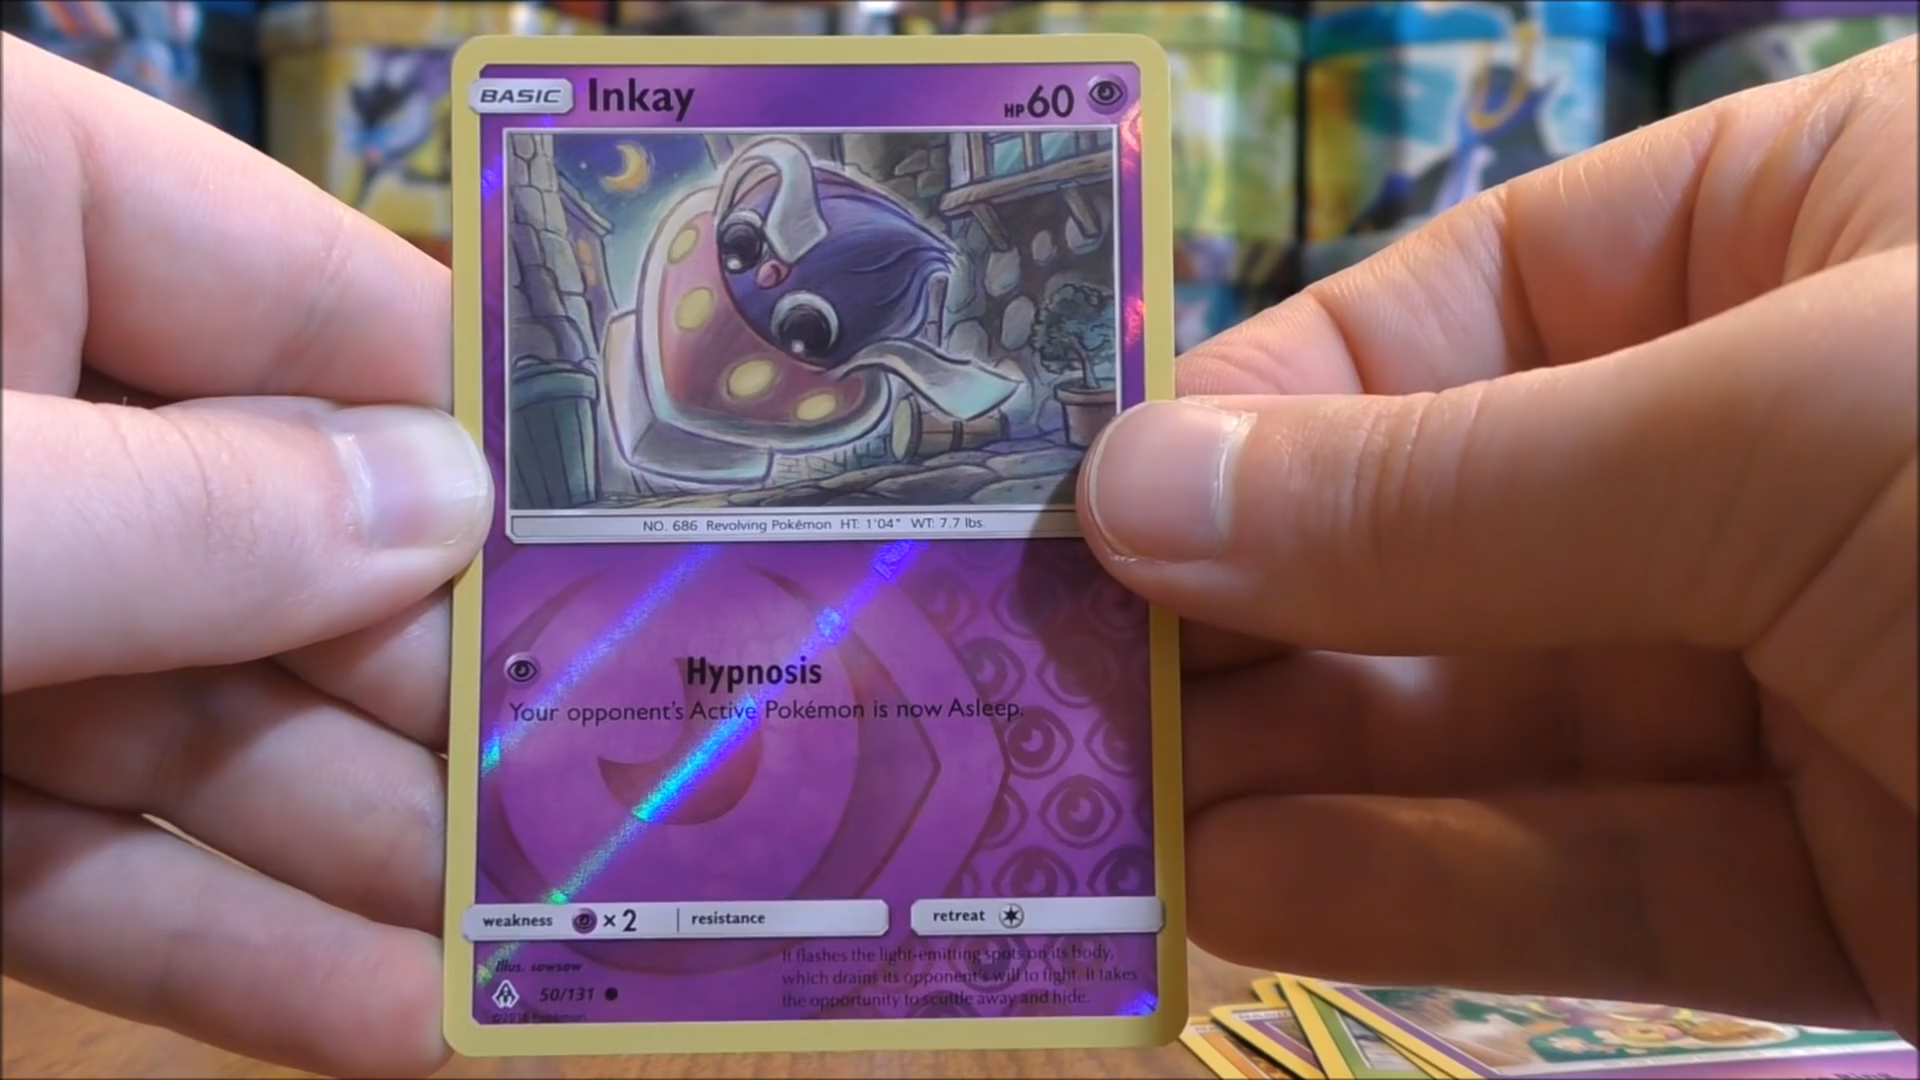 BASIC Inkay HP60
NO. 686 Revolving Pokémon HT: 1'04" WT: 7.7 lbs.
Hypnosis
Your opponent's Active Pokémon is now Asleep.
weakness ×2 resistance retreat
It flashes the light-emitting spots on its body,
which drains its opponent's will to fight. It takes
the opportunity to scuttle away and hide.
Illus. sowsow
50/131
©2018 Pokémon